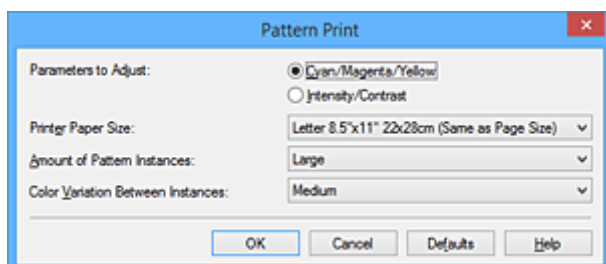 Pattern Print
Parameters to Adjust:
Cyan/Magenta/Yellow
Intensity/Contrast
Printer Paper Size:
Letter 8.5"x11" 22x28cm (Same as Page Size)
Amount of Pattern Instances:
Large
Color Variation Between Instances:
Medium
OK Cancel Defaults Help